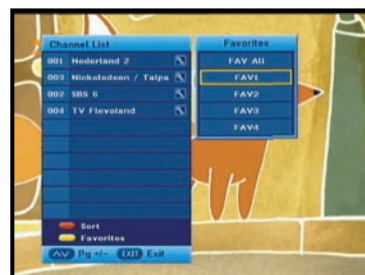 Channel List
001 Nederland 2
003 Nickelodeon / Talpa
002 SBS 6
004 TV Flevoland
Sort
Favorites
Pg +/- EXIT Exit
Favorites
FAV All
FAV1
FAV2
FAV3
FAV4